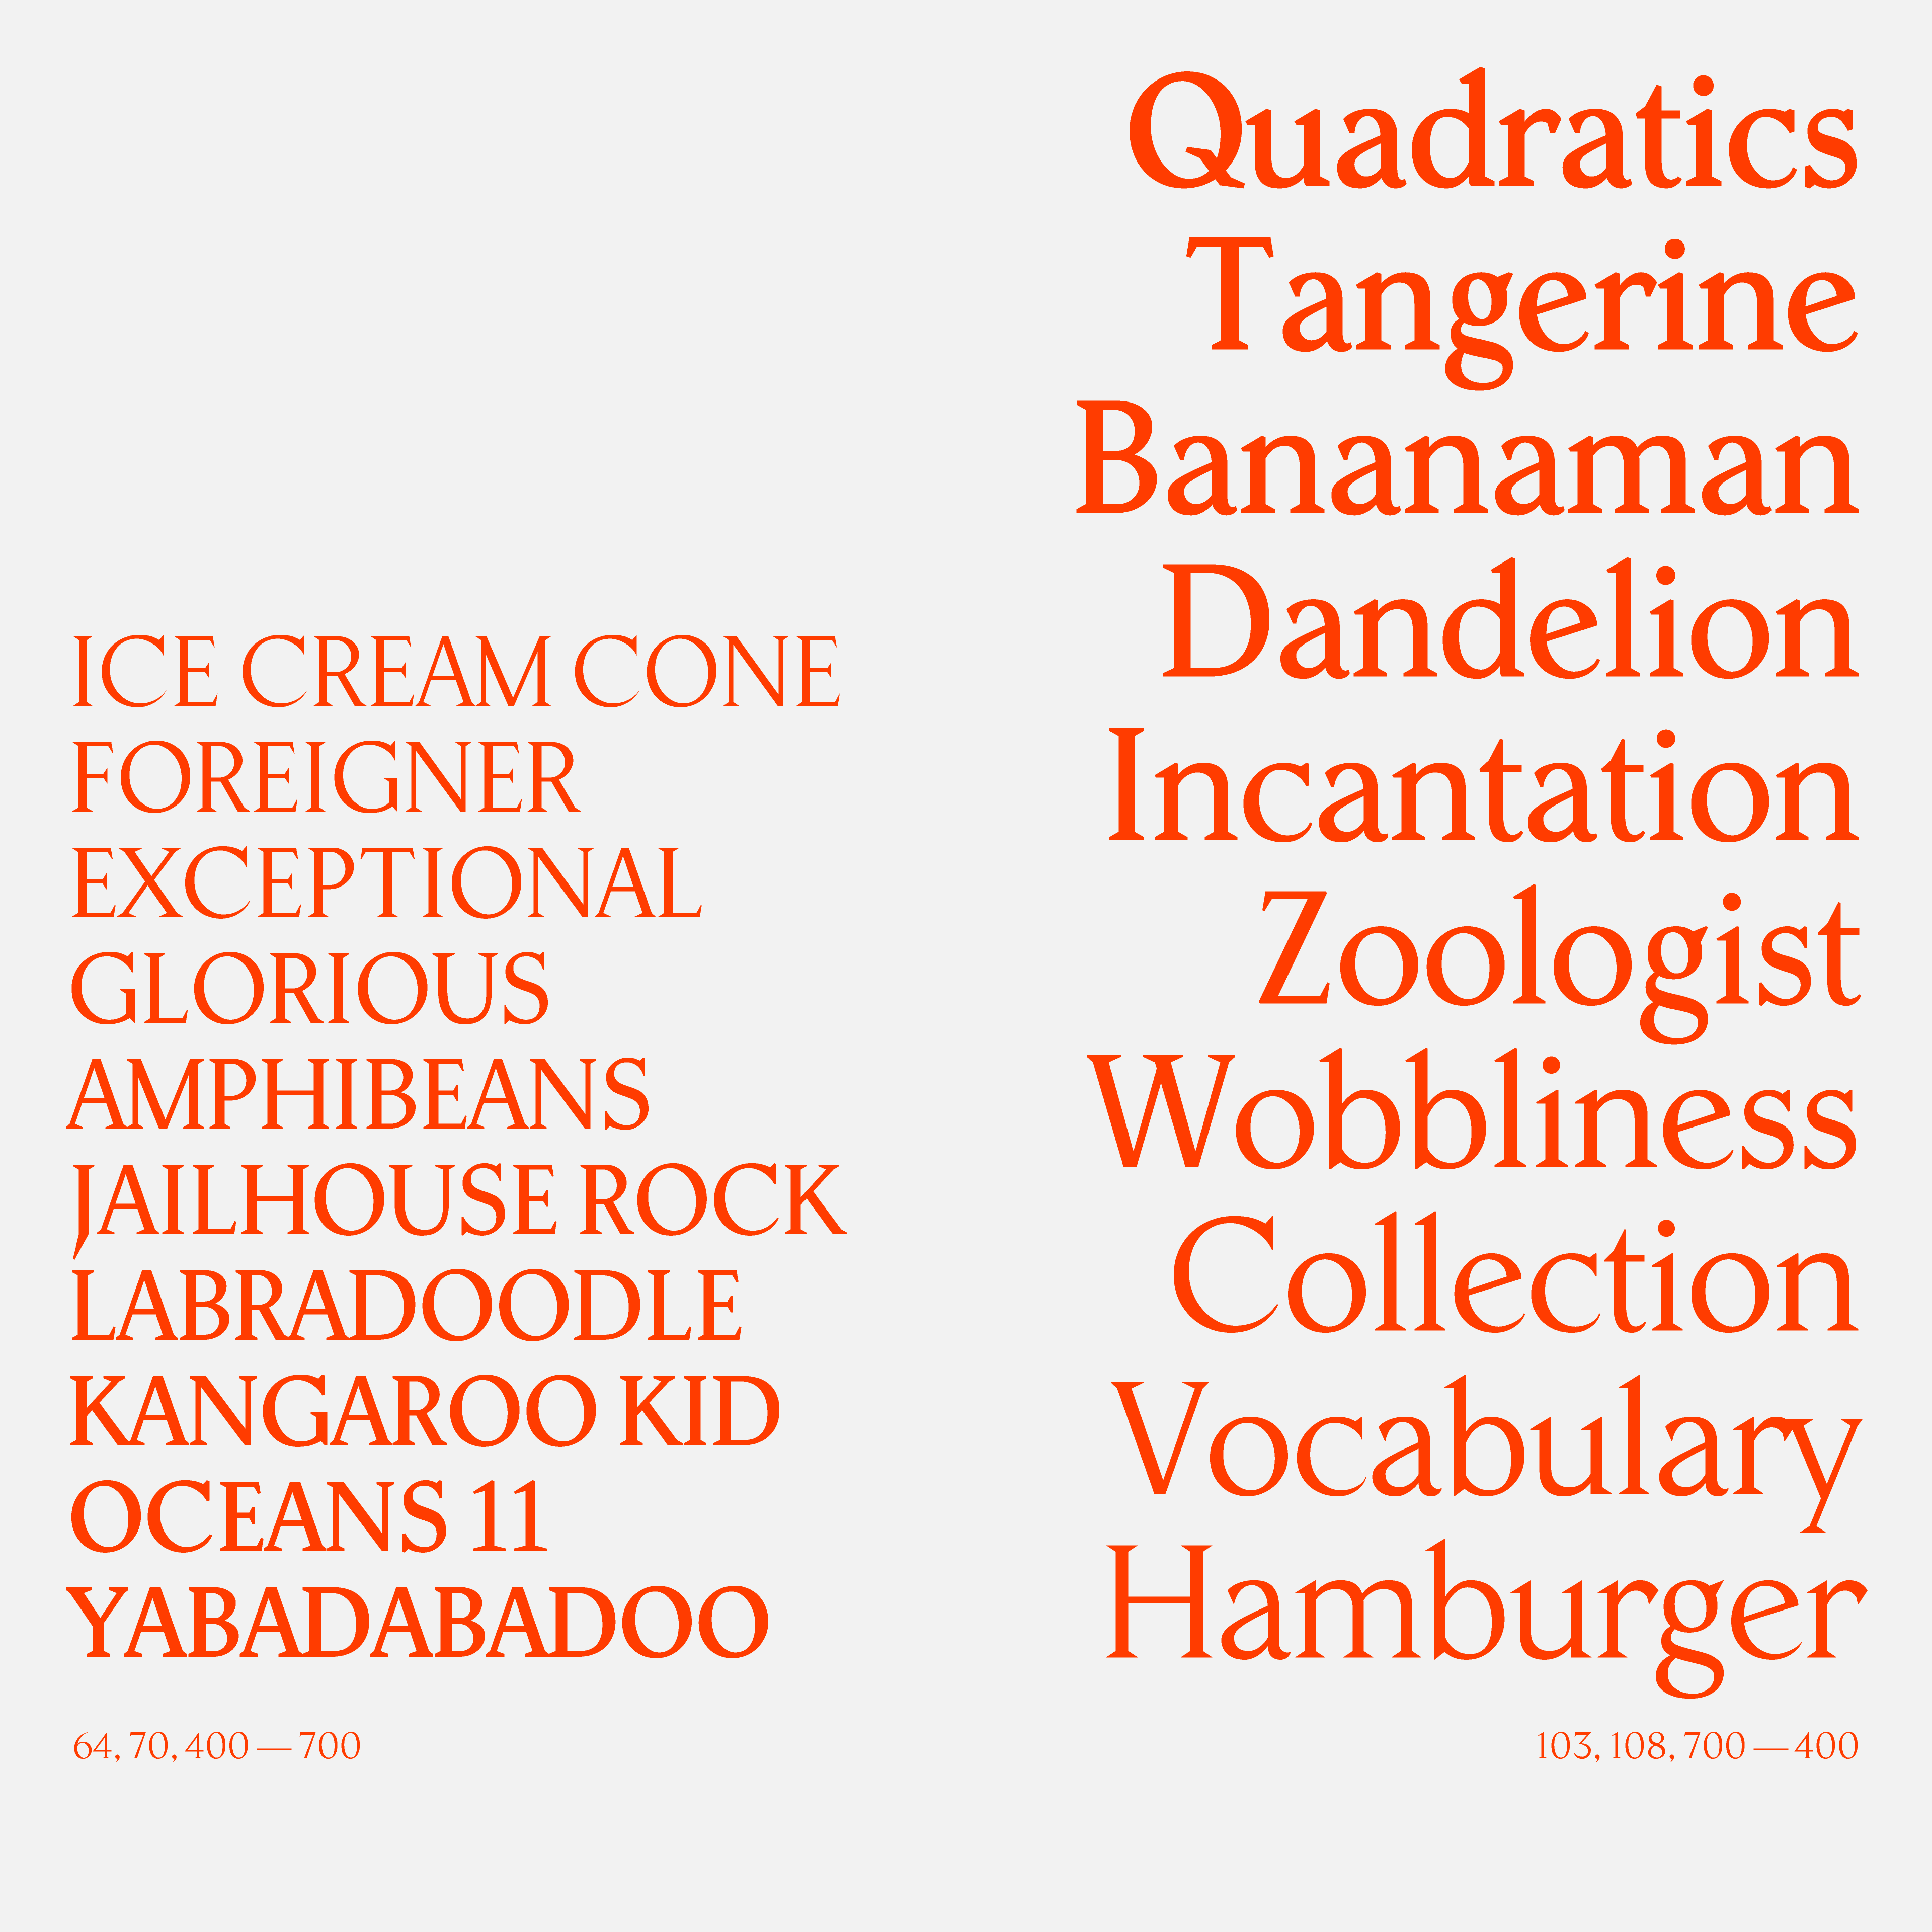 ICE CREAM CONE
FOREIGNER
EXCEPTIONAL
GLORIOUS
AMPHIBEANS
JAILHOUSE ROCK
LABRADOODLE
KANGAROO KID
OCEANS 11
YABADABADOO
64, 70, 400 — 700
Quadratics
Tangerine
Bananaman
Dandelion
Incantation
Zoologist
Wobbliness
Collection
Vocabulary
Hamburger
103, 108, 700 — 400